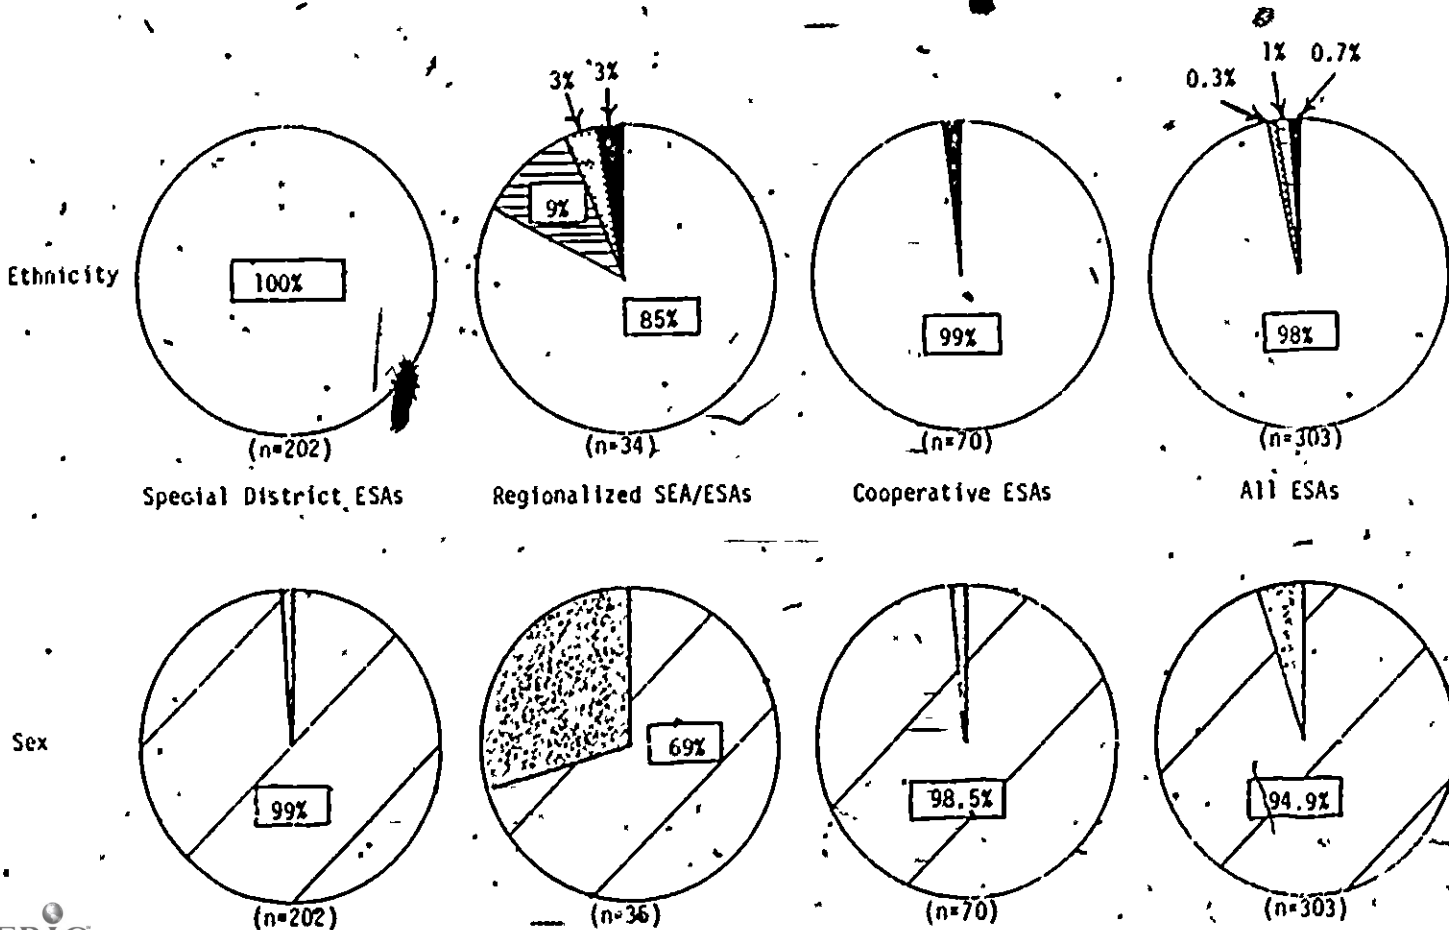 3% 3%
0.3% 1% 0.7%
9%
Ethnicity
100%
85%
99%
98%
(n=202) (n=34) (n=70) (n=303)
Special District ESAs Regionalized SEA/ESAs Cooperative ESAs All ESAs
Sex
99%
69%
98.5%
94.9%
(n=202) (n=36) (n=70) (n=303)